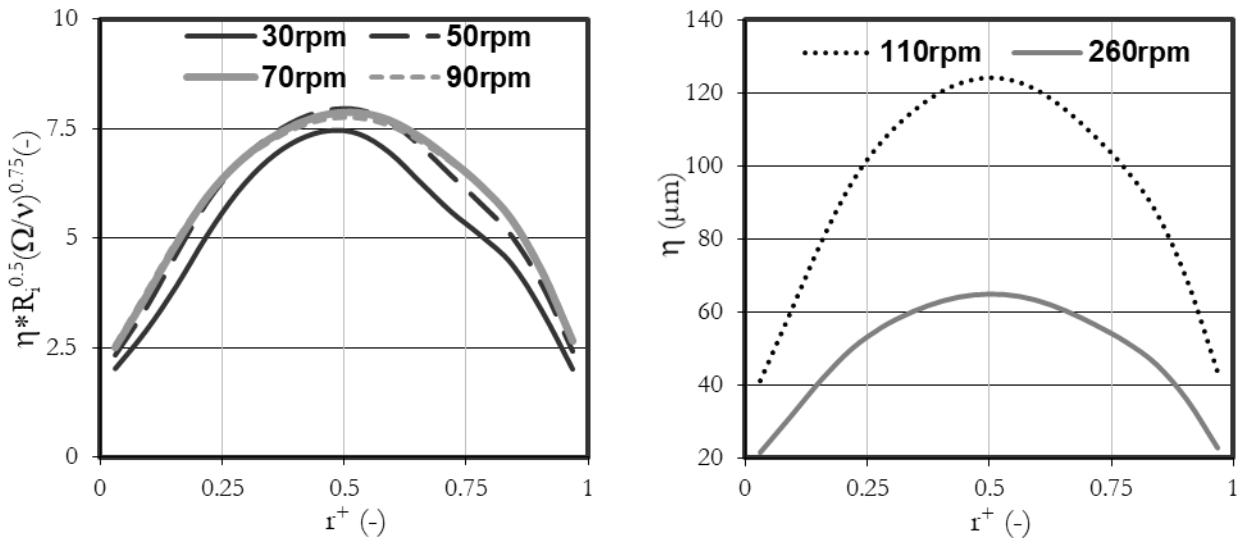 30rpm 50rpm
70rpm 90rpm
η*R_i^0.5(Ω/ν)^0.75(-)
10
7.5
5
2.5
0
0 0.25 0.5 0.75 1
r^+ (-)
110rpm 260rpm
η (μm)
140
120
100
80
60
40
20
0 0.25 0.5 0.75 1
r^+ (-)